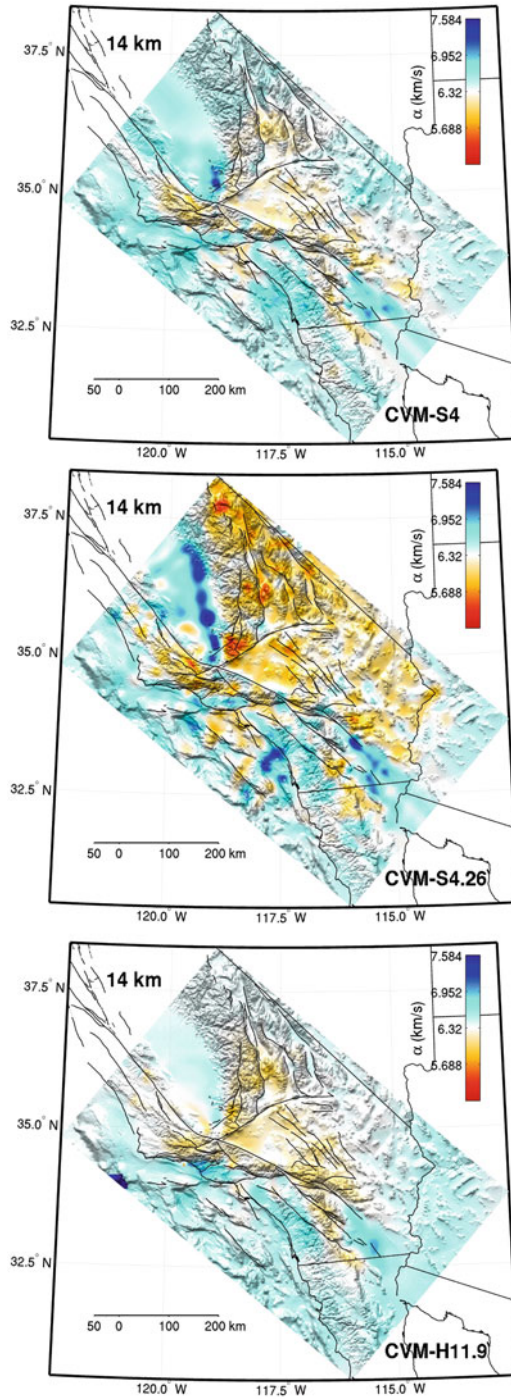 14 km
37.5° N
35.0° N
32.5° N
7.584
6.952
6.32
5.688
α (km/s)
50 0 100 200 km
CVM-S4
120.0° W 117.5° W 115.0° W
14 km
37.5° N
35.0° N
32.5° N
7.584
6.952
6.32
5.688
α (km/s)
50 0 100 200 km
CVM-S4.26
120.0° W 117.5° W 115.0° W
14 km
37.5° N
35.0° N
32.5° N
7.584
6.952
6.32
5.688
α (km/s)
50 0 100 200 km
CVM-H11.9
120.0° W 117.5° W 115.0° W